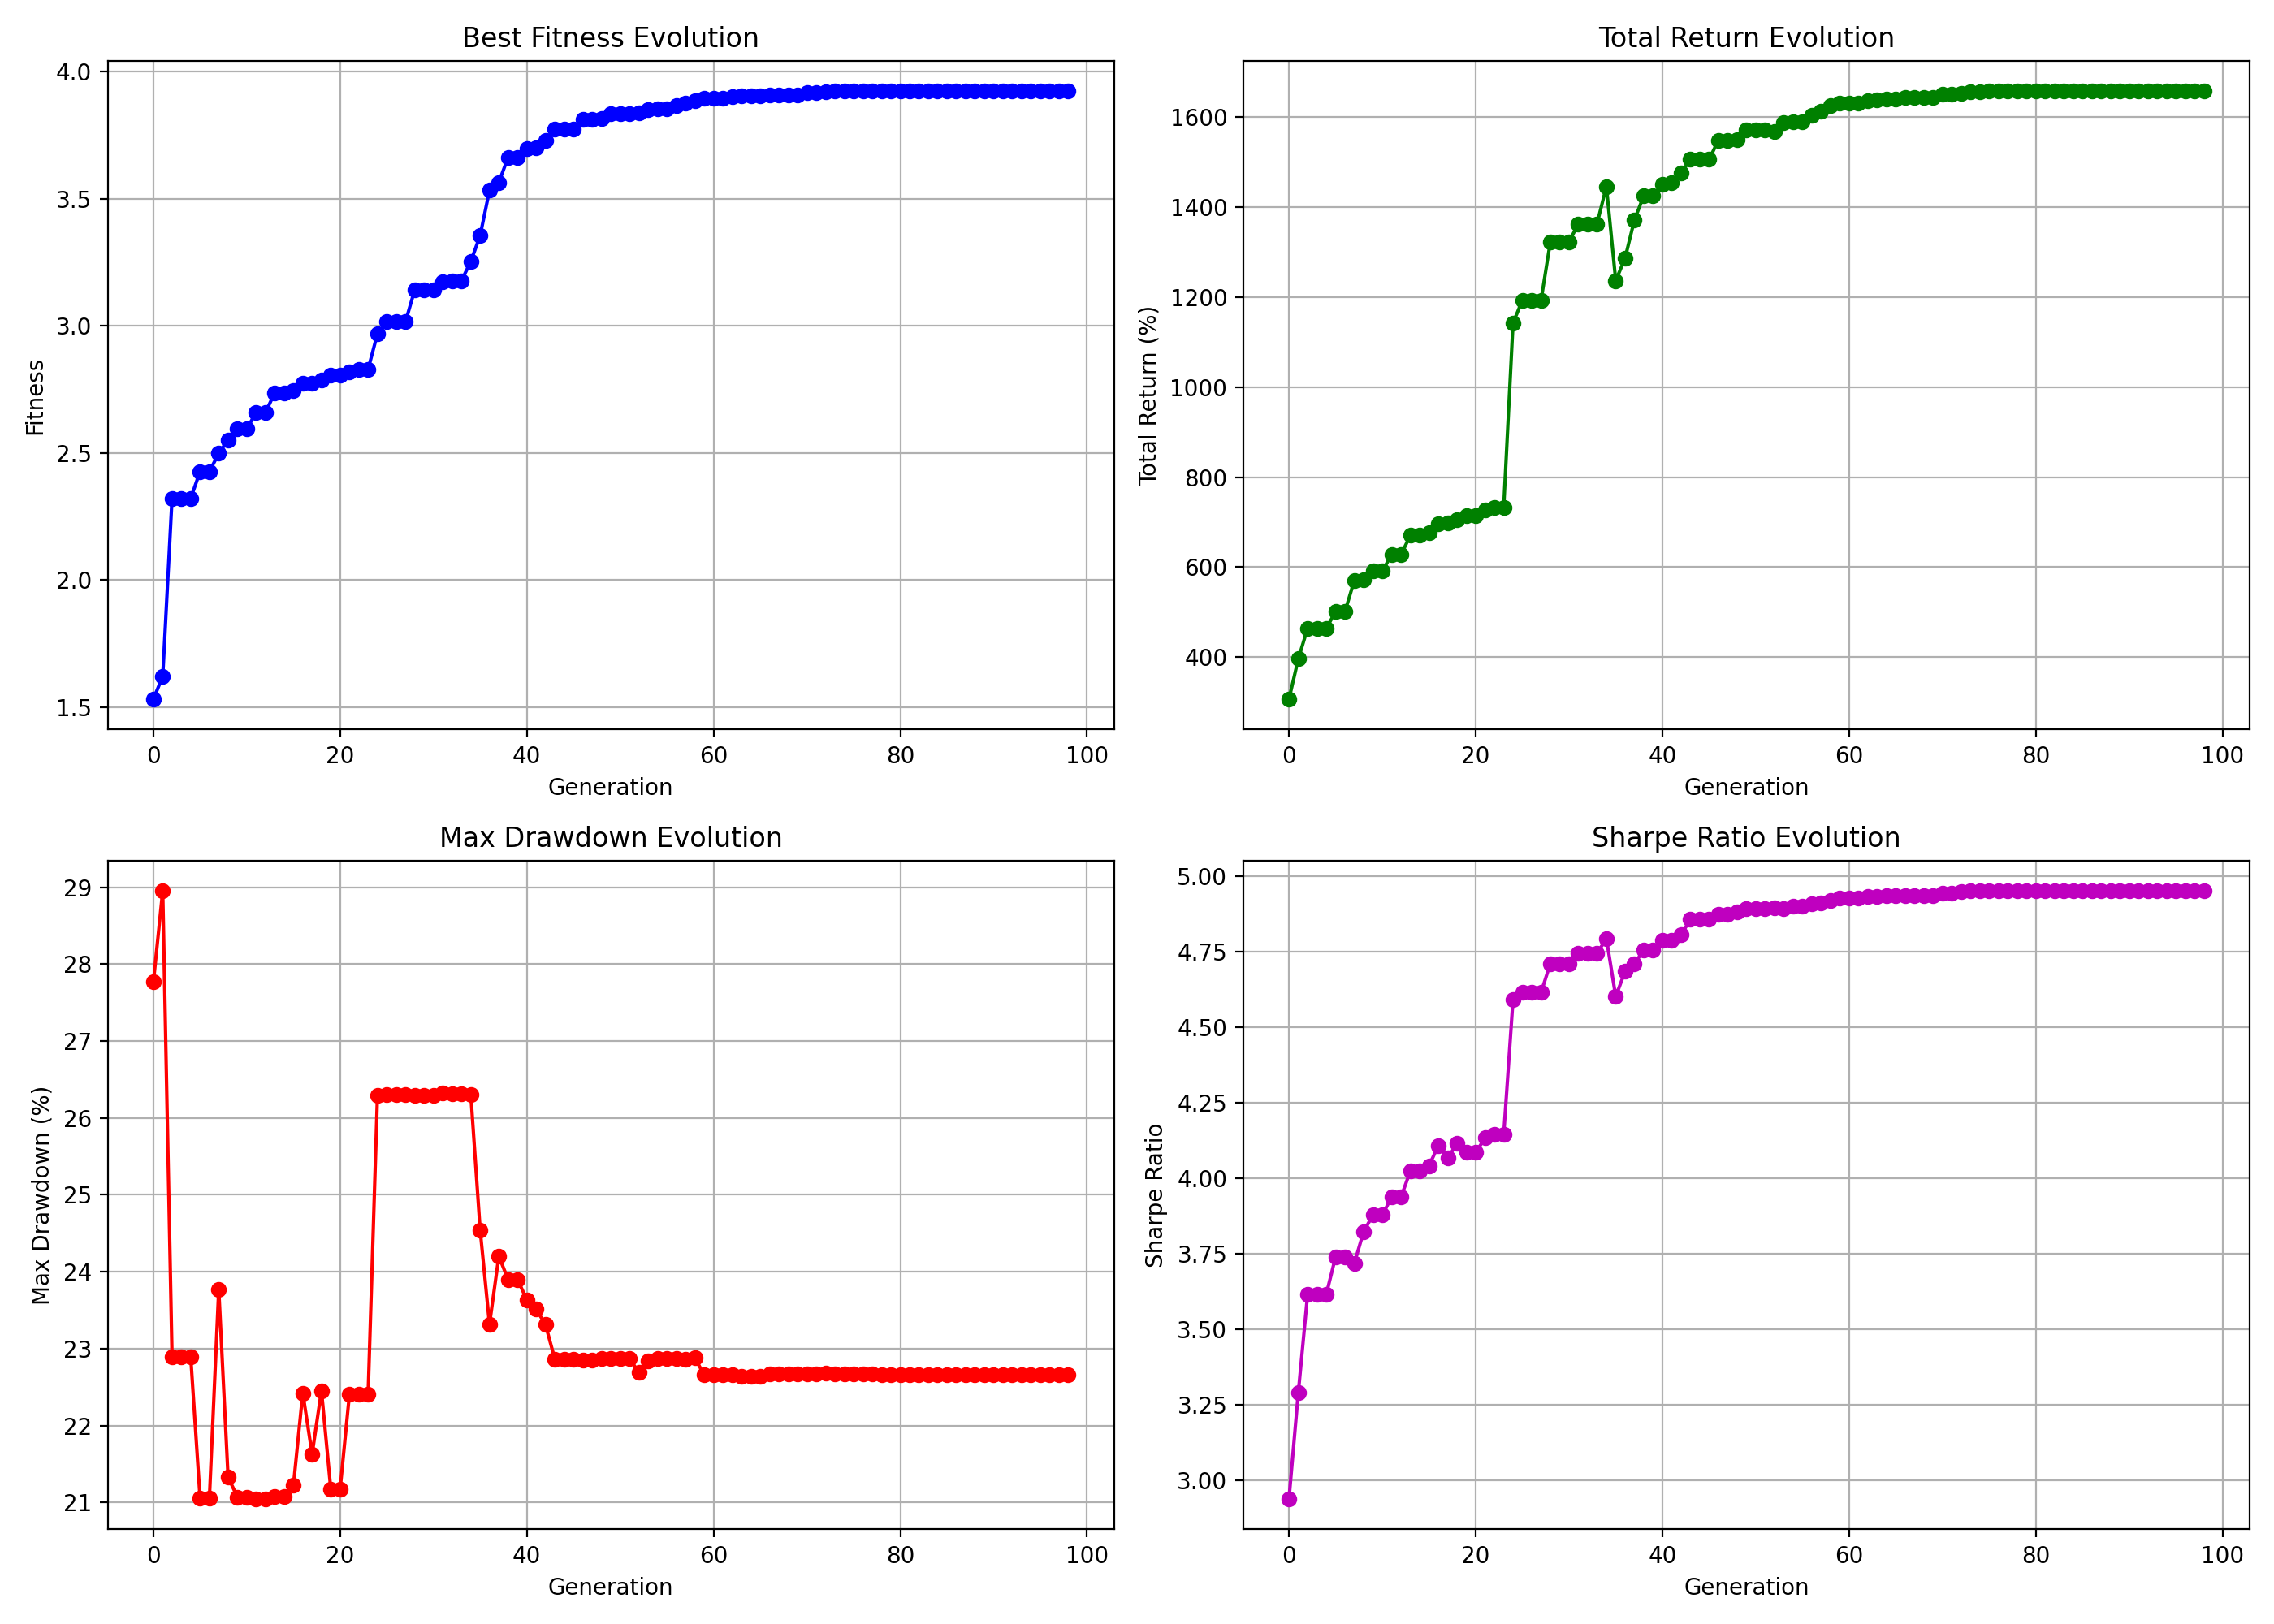 Best Fitness Evolution
4.0
3.5
3.0
2.5
2.0
1.5
Fitness
0 20 40 60 80 100
Generation
Total Return Evolution
1600
1400
1200
1000
800
600
400
Total Return (%)
0 20 40 60 80 100
Generation
Max Drawdown Evolution
29
28
27
26
25
24
23
22
21
Max Drawdown (%)
0 20 40 60 80 100
Generation
Sharpe Ratio Evolution
5.00
4.75
4.50
4.25
4.00
3.75
3.50
3.25
3.00
Sharpe Ratio
0 20 40 60 80 100
Generation